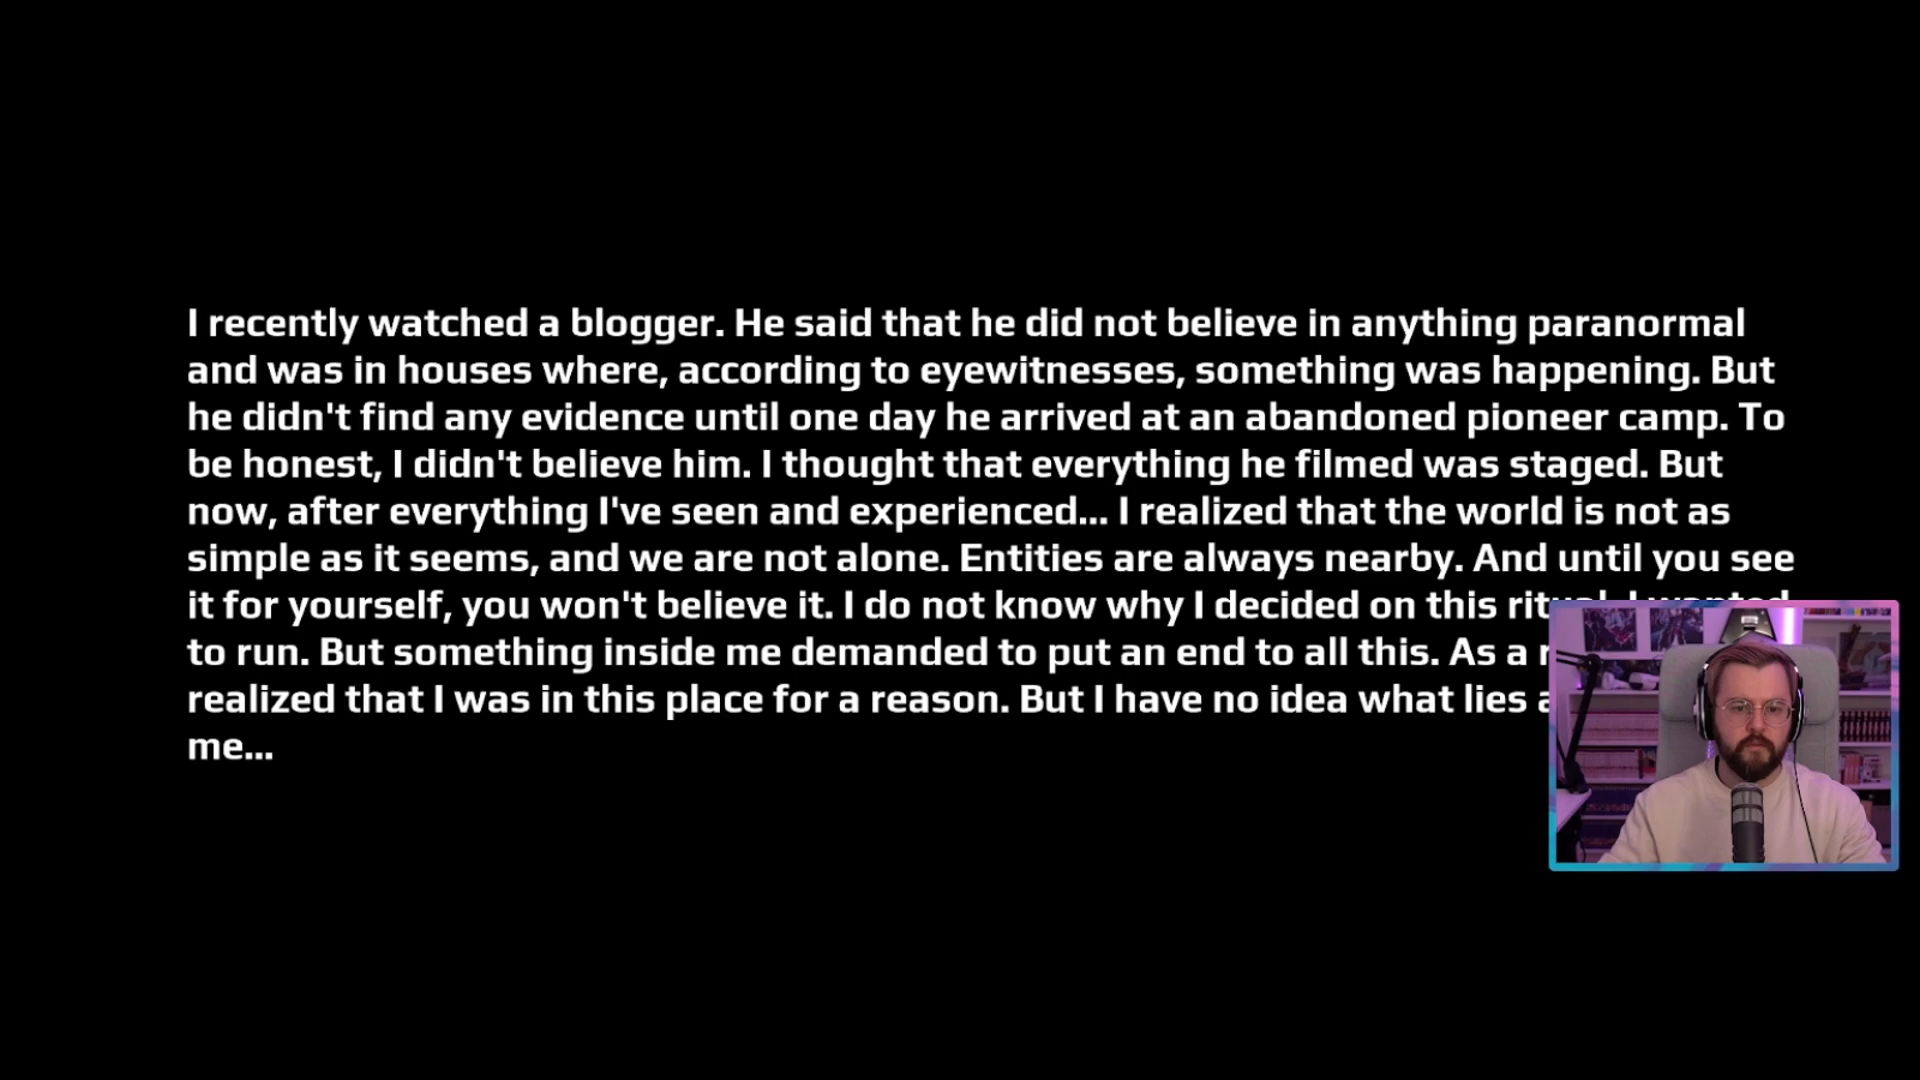 I recently watched a blogger. He said that he did not believe in anything paranormal
and was in houses where, according to eyewitnesses, something was happening. But
he didn't find any evidence until one day he arrived at an abandoned pioneer camp. To
be honest, I didn't believe him. I thought that everything he filmed was staged. But
now, after everything I've seen and experienced... I realized that the world is not as
simple as it seems, and we are not alone. Entities are always nearby. And until you see
it for yourself, you won't believe it. I do not know why I decided on this ritual. I wanted
to run. But something inside me demanded to put an end to all this. As a
realized that I was in this place for a reason. But I have no idea what lies
me...